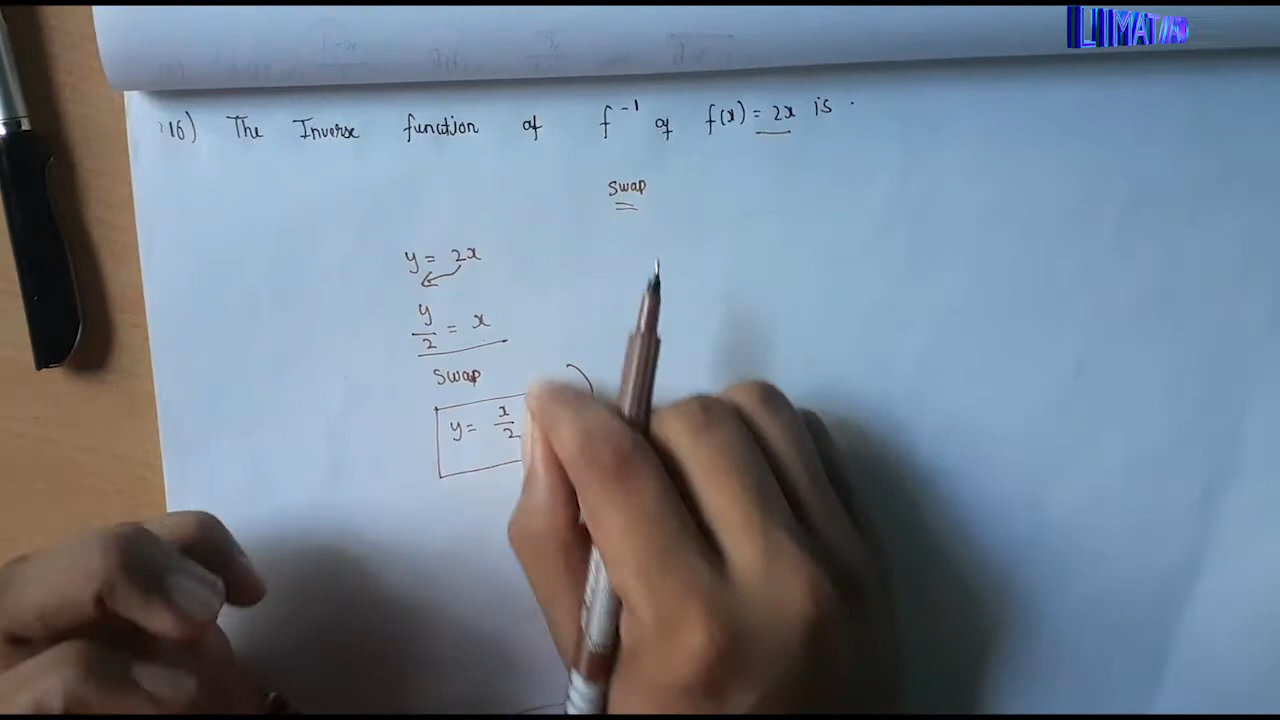 16) The Inverse function of f⁻¹ of f(x) = 2x is .
Swap
y = 2x
y/2 = x
Swap
y = x/2